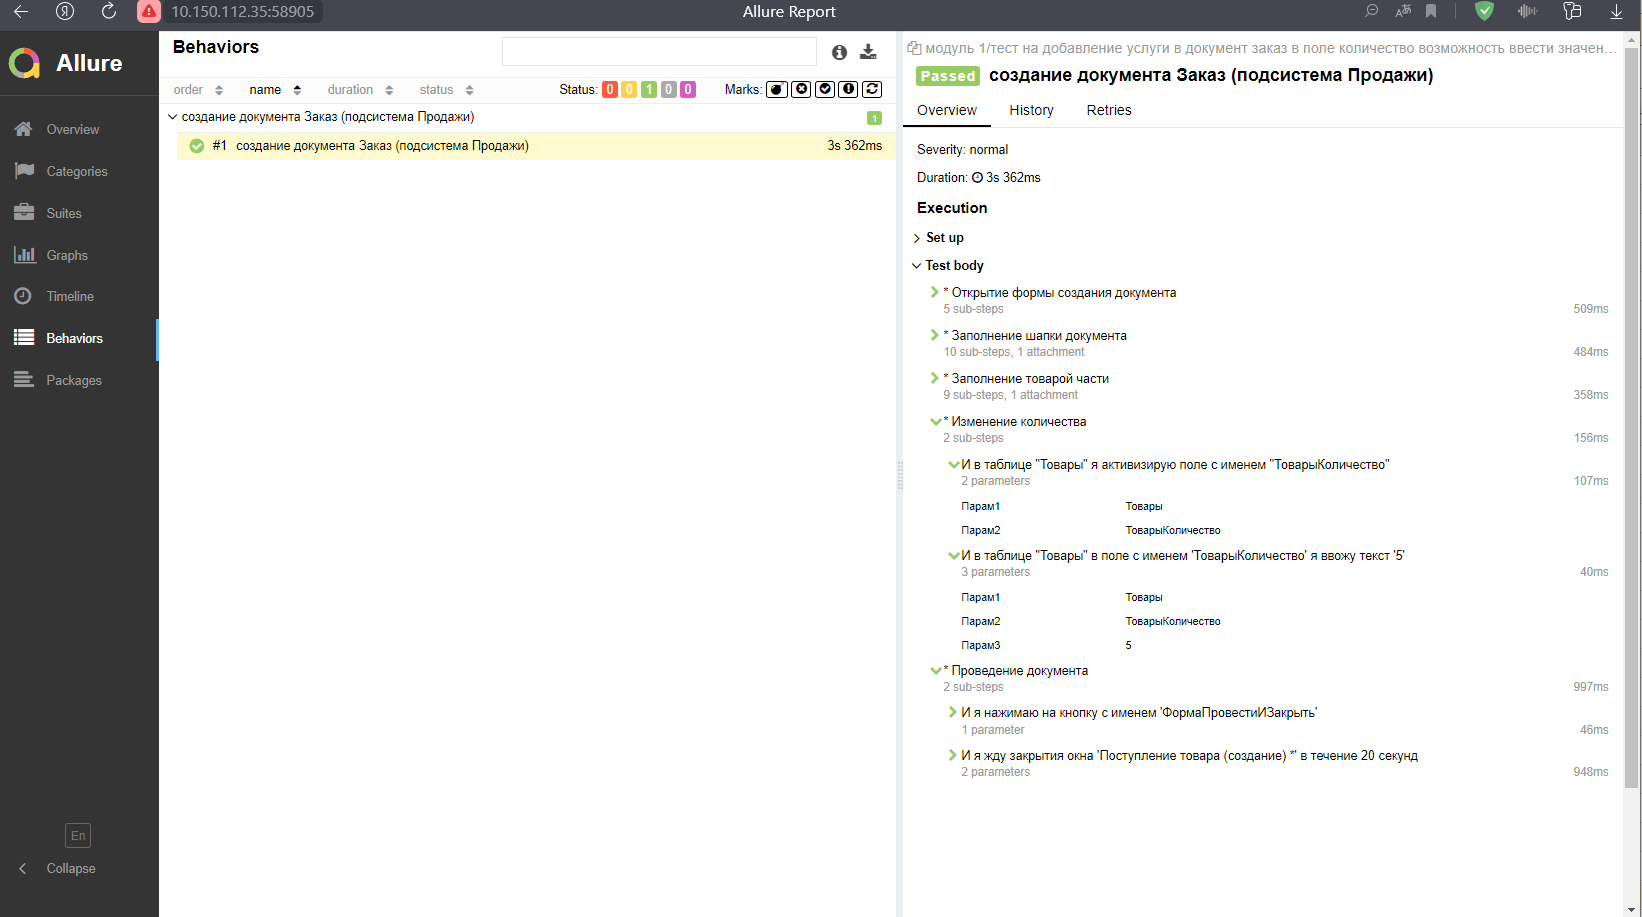 10.150.112.35:58905
Allure Report
Allure
Overview
Categories
Suites
Graphs
Timeline
Behaviors
Packages
En
Collapse
Behaviors
order name duration status Status: 0 0 1 0 0 Marks:
создание документа Заказ (подсистема Продажи) 1
#1 создание документа Заказ (подсистема Продажи) 3s 362ms
модуль 1/тест на добавление услуги в документ заказ в поле количество возможность ввести значен...
Passed создание документа Заказ (подсистема Продажи)
Overview History Retries
Severity: normal
Duration: 3s 362ms
Execution
Set up
Test body
* Открытие формы создания документа
5 sub-steps 509ms
* Заполнение шапки документа
10 sub-steps, 1 attachment 484ms
* Заполнение товарой части
9 sub-steps, 1 attachment 358ms
* Изменение количества
2 sub-steps 156ms
И в таблице "Товары" я активизирую поле с именем "ТоварыКоличество"
2 parameters 107ms
Парам1 Товары
Парам2 ТоварыКоличество
И в таблице "Товары" в поле с именем 'ТоварыКоличество' я ввожу текст '5'
3 parameters 40ms
Парам1 Товары
Парам2 ТоварыКоличество
Парам3 5
* Проведение документа
2 sub-steps 997ms
И я нажимаю на кнопку с именем 'ФормаПровестиИЗакрыть'
1 parameter 46ms
И я жду закрытия окна 'Поступление товара (создание) *' в течение 20 секунд
2 parameters 948ms